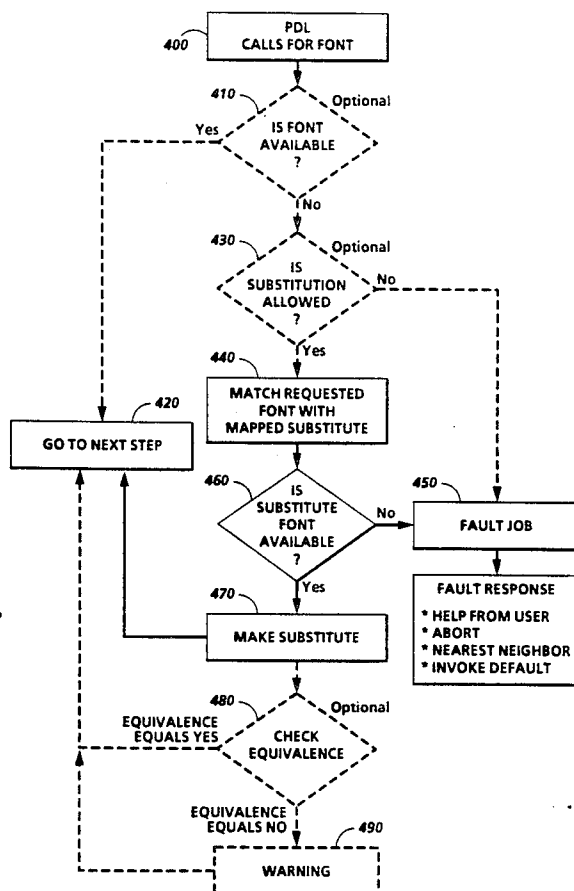 400
PDL
CALLS FOR FONT
410
Optional
Yes
IS FONT
AVAILABLE
?
No
430
Optional
IS
SUBSTITUTION
ALLOWED
?
No
Yes
440
MATCH REQUESTED
FONT WITH
MAPPED SUBSTITUTE
420
GO TO NEXT STEP
460
IS
SUBSTITUTE
FONT
AVAILABLE
?
No
Yes
450
FAULT JOB
FAULT RESPONSE
* HELP FROM USER
* ABORT
* NEAREST NEIGHBOR
* INVOKE DEFAULT
470
MAKE SUBSTITUTE
480
Optional
EQUIVALENCE
EQUALS YES
CHECK
EQUIVALENCE
EQUIVALENCE
EQUALS NO
490
WARNING